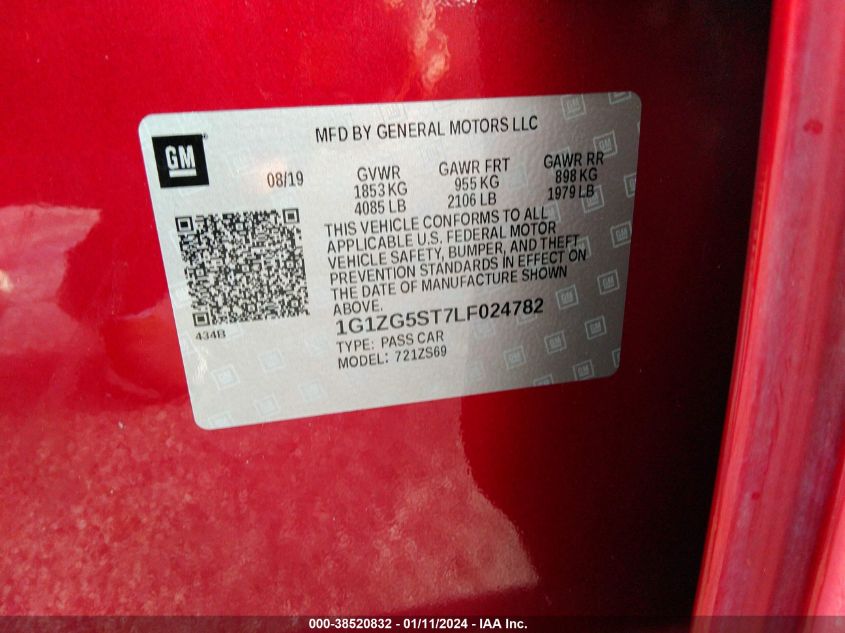 MFD BY GENERAL MOTORS LLC
GM
08/19
GVWR
1853 KG
4085 LB
GAWR FRT
955 KG
2106 LB
GAWR RR
898 KG
1979 LB
THIS VEHICLE CONFORMS TO ALL
APPLICABLE U.S. FEDERAL MOTOR
VEHICLE SAFETY, BUMPER, AND THEFT
PREVENTION STANDARDS IN EFFECT ON
THE DATE OF MANUFACTURE SHOWN
ABOVE.
434B
1G1ZG5ST7LF024782
TYPE: PASS CAR
MODEL: 721ZS69
000-38520832 - 01/11/2024 - IAA Inc.